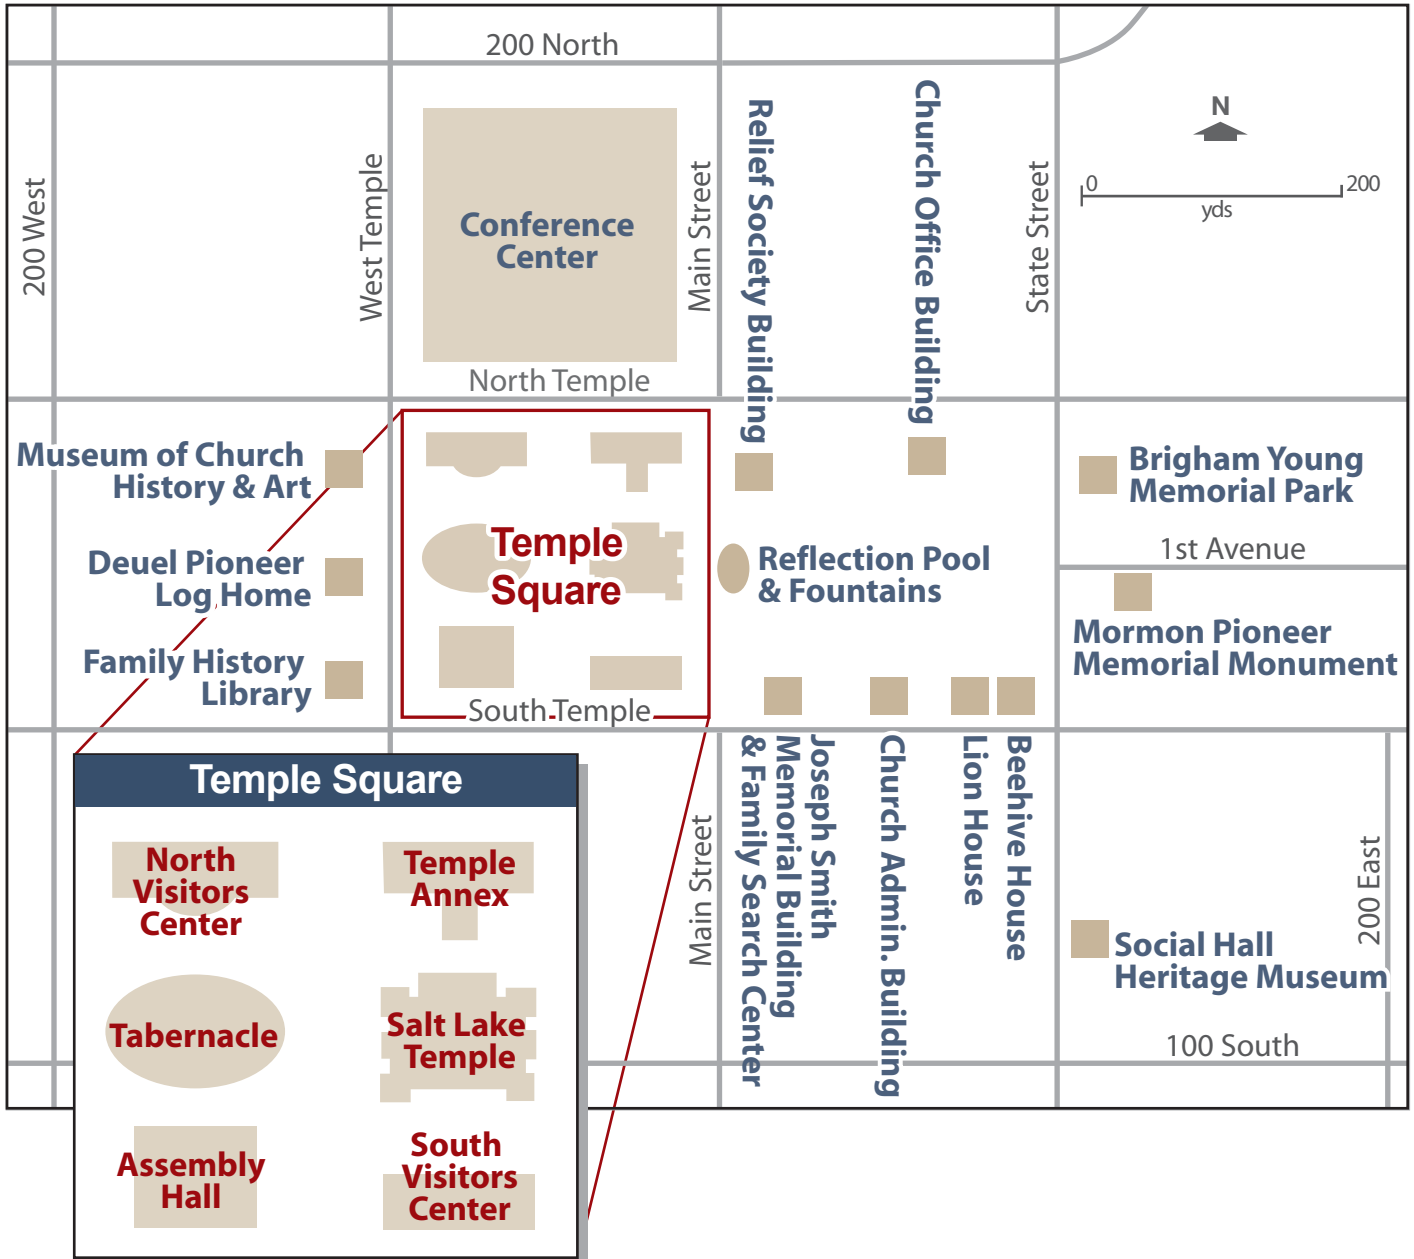 200 North
200 West
West Temple
Main Street
State Street
Conference
Center
Relief Society Building
Church Office Building
N
0
200
yds
North Temple
Museum of Church
History & Art
Deuel Pioneer
Log Home
Family History
Library
Temple
Square
Reflection Pool
& Fountains
Brigham Young
Memorial Park
1st Avenue
Mormon Pioneer
Memorial Monument
South Temple
Main Street
Joseph Smith
Memorial Building
& Family Search Center
Church Admin. Building
Lion House
Beehive House
200 East
Social Hall
Heritage Museum
100 South
Temple Square
North
Visitors
Center
Temple
Annex
Tabernacle
Salt Lake
Temple
Assembly
Hall
South
Visitors
Center